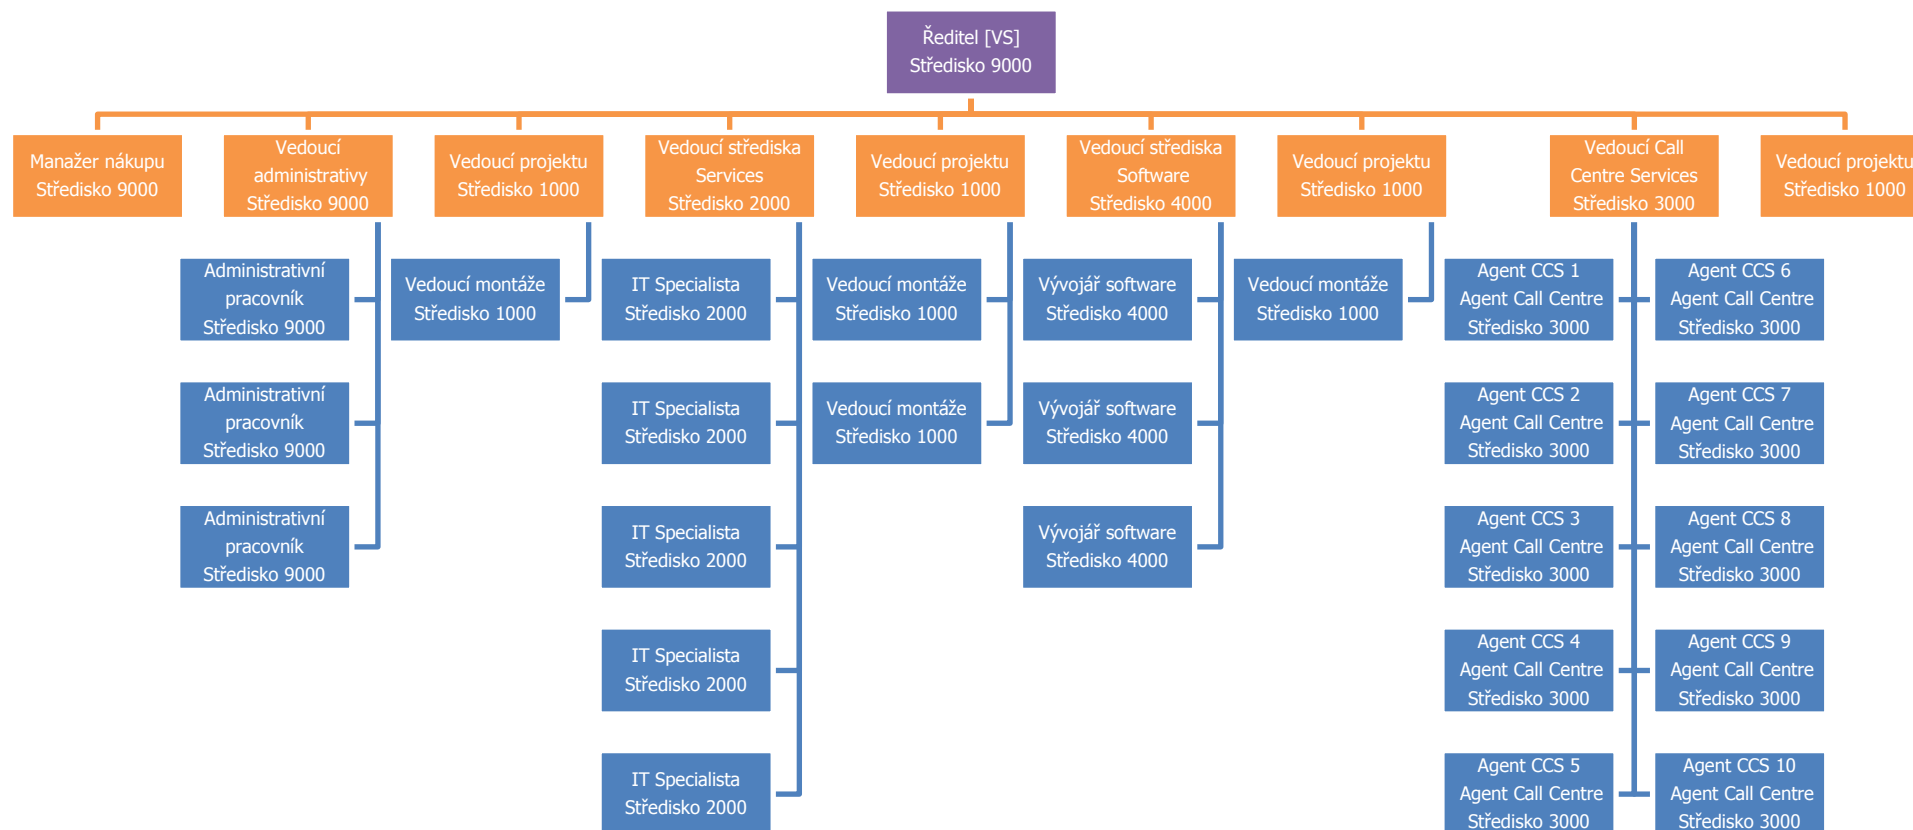 Ředitel [VS]
Středisko 9000
Manažer nákupu
Středisko 9000
Vedoucí
administrativy
Středisko 9000
Vedoucí projektu
Středisko 1000
Vedoucí střediska
Services
Středisko 2000
Vedoucí projektu
Středisko 1000
Vedoucí střediska
Software
Středisko 4000
Vedoucí projektu
Středisko 1000
Vedoucí Call
Centre Services
Středisko 3000
Vedoucí projektu
Středisko 1000
Administrativní
pracovník
Středisko 9000
Vedoucí montáže
Středisko 1000
IT Specialista
Středisko 2000
Vedoucí montáže
Středisko 1000
Vývojář software
Středisko 4000
Vedoucí montáže
Středisko 1000
Agent CCS 1
Agent Call Centre
Středisko 3000
Agent CCS 6
Agent Call Centre
Středisko 3000
Administrativní
pracovník
Středisko 9000
IT Specialista
Středisko 2000
Vedoucí montáže
Středisko 1000
Vývojář software
Středisko 4000
Agent CCS 2
Agent Call Centre
Středisko 3000
Agent CCS 7
Agent Call Centre
Středisko 3000
Administrativní
pracovník
Středisko 9000
IT Specialista
Středisko 2000
Vývojář software
Středisko 4000
Agent CCS 3
Agent Call Centre
Středisko 3000
Agent CCS 8
Agent Call Centre
Středisko 3000
IT Specialista
Středisko 2000
Agent CCS 4
Agent Call Centre
Středisko 3000
Agent CCS 9
Agent Call Centre
Středisko 3000
IT Specialista
Středisko 2000
Agent CCS 5
Agent Call Centre
Středisko 3000
Agent CCS 10
Agent Call Centre
Středisko 3000